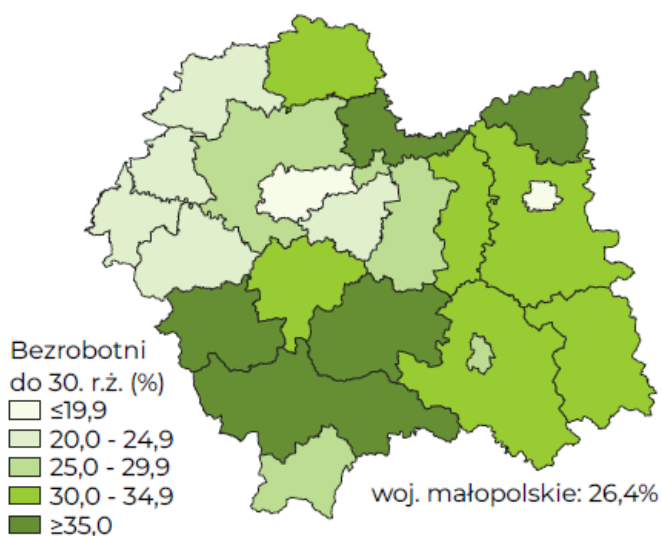 Bezrobotni
do 30. r.ż. (%)
≤19,9
20,0 - 24,9
25,0 - 29,9
30,0 - 34,9
≥35,0
woj. małopolskie: 26,4%